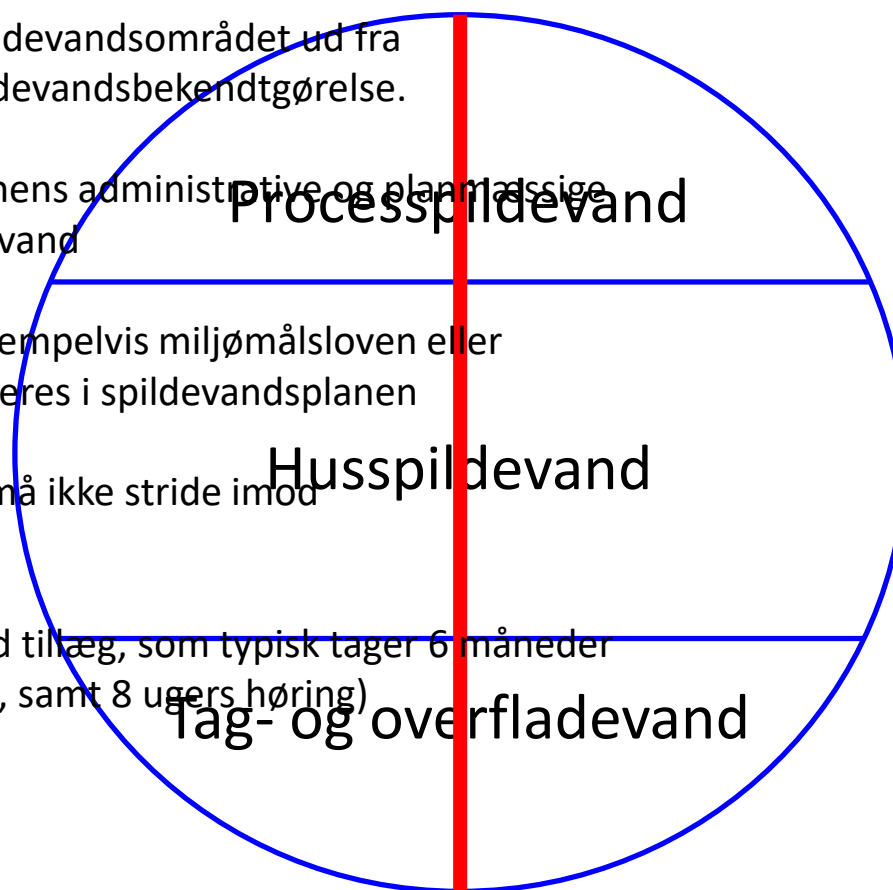 devandsområdet ud fra
devandsbekendtgørelse.
nens administrative og planmæssige
Processpildevand
vand
empelvis miljømålsloven eller
eres i spildevandsplanen
Husspildevand
må ikke stride imod
d tillæg, som typisk tager 6 måneder
, samt 8 ugers høring)
Tag- og overfladevand